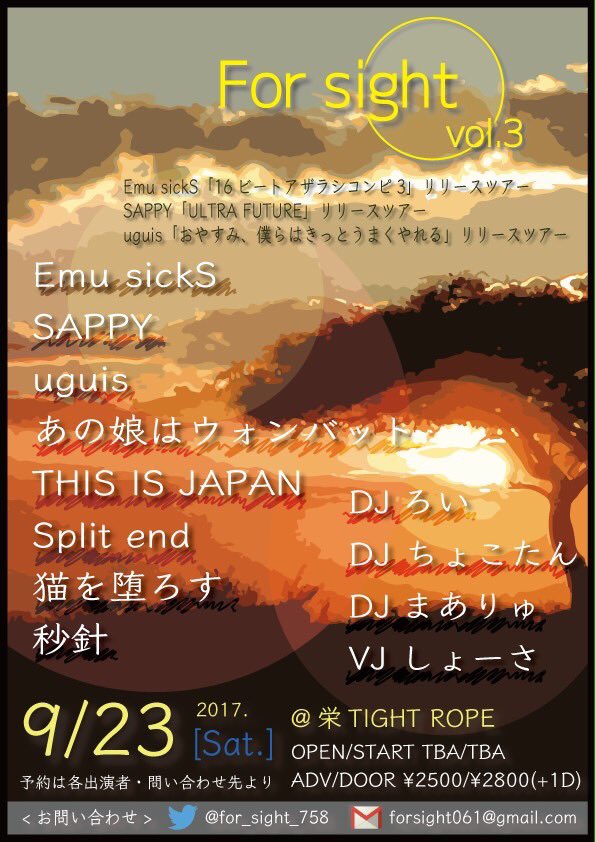 For sight
vol.3
Emu sickS「16ビートアザラシコンピ3」リリースツアー
SAPPY「ULTRA FUTURE」リリースツアー
uguis「おやすみ、僕らはきっとうまくやれる」リリースツアー
Emu sickS
SAPPY
uguis
あの娘はウォンバット
THIS IS JAPAN
Split end
猫を堕ろす
秒針
DJ ろい
DJ ちょこたん
DJ まありゅ
VJ しょーさ
9/23 2017. [Sat.]
@栄TIGHT ROPE
OPEN/START TBA/TBA
ADV/DOOR ¥2500/¥2800(+1D)
予約は各出演者・問い合わせ先より
<お問い合わせ> @for_sight_758 forsight061@gmail.com